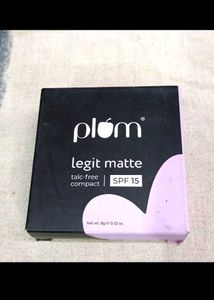 plum®
legit matte
talc-free
compact
SPF 15
Net wt. 9g ℮ 0.32 oz